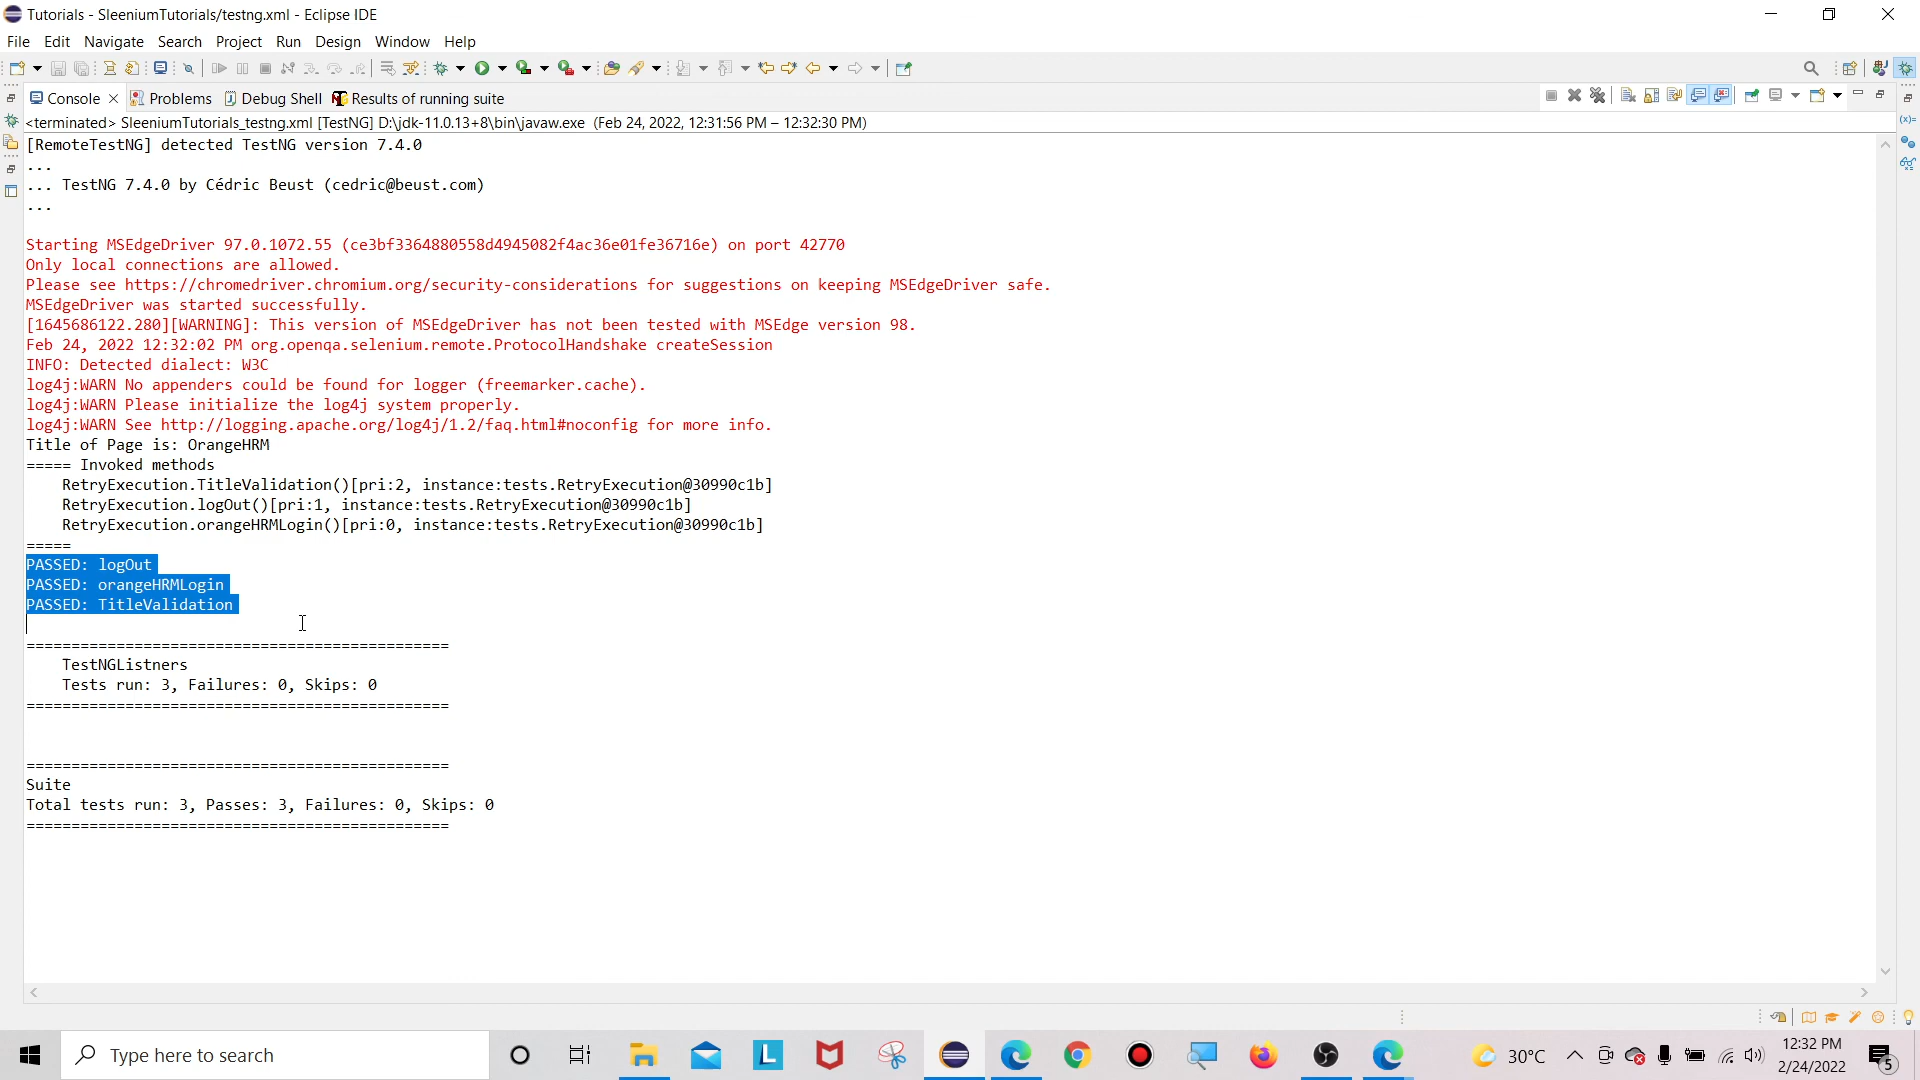 Tutorials - SleeniumTutorials/testng.xml - Eclipse IDE
File Edit Navigate Search Project Run Design Window Help
Console Problems Debug Shell Results of running suite
<terminated> SleeniumTutorials_testng.xml [TestNG] D:\jdk-11.0.13+8\bin\javaw.exe (Feb 24, 2022, 12:31:56 PM – 12:32:30 PM)
[RemoteTestNG] detected TestNG version 7.4.0
...
... TestNG 7.4.0 by Cédric Beust (cedric@beust.com)
...
Starting MSEdgeDriver 97.0.1072.55 (ce3bf3364880558d4945082f4ac36e01fe36716e) on port 42770
Only local connections are allowed.
Please see https://chromedriver.chromium.org/security-considerations for suggestions on keeping MSEdgeDriver safe.
MSEdgeDriver was started successfully.
[1645686122.280][WARNING]: This version of MSEdgeDriver has not been tested with MSEdge version 98.
Feb 24, 2022 12:32:02 PM org.openqa.selenium.remote.ProtocolHandshake createSession
INFO: Detected dialect: W3C
log4j:WARN No appenders could be found for logger (freemarker.cache).
log4j:WARN Please initialize the log4j system properly.
log4j:WARN See http://logging.apache.org/log4j/1.2/faq.html#noconfig for more info.
Title of Page is: OrangeHRM
===== Invoked methods
RetryExecution.TitleValidation()[pri:2, instance:tests.RetryExecution@30990c1b]
RetryExecution.logOut()[pri:1, instance:tests.RetryExecution@30990c1b]
RetryExecution.orangeHRMLogin()[pri:0, instance:tests.RetryExecution@30990c1b]
=====
PASSED: logOut
PASSED: orangeHRMLogin
PASSED: TitleValidation
===============================================
TestNGListners
Tests run: 3, Failures: 0, Skips: 0
===============================================
===============================================
Suite
Total tests run: 3, Passes: 3, Failures: 0, Skips: 0
===============================================
Type here to search
30°C
12:32 PM
2/24/2022
5